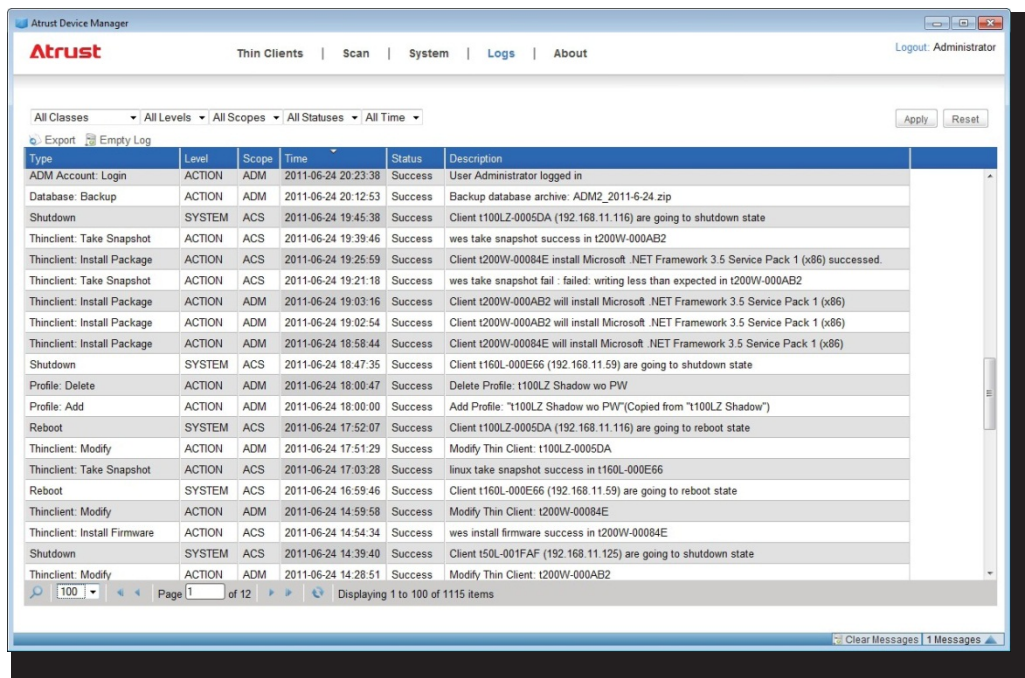 Atrust Device Manager
Atrust
Thin Clients | Scan | System | Logs | About
Logout: Administrator
All Classes All Levels All Scopes All Statuses All Time
Apply Reset
Export Empty Log
Type Level Scope Time Status Description
ADM Account: Login ACTION ADM 2011-06-24 20:23:38 Success User Administrator logged in
Database: Backup ACTION ADM 2011-06-24 20:12:53 Success Backup database archive: ADM2_2011-6-24.zip
Shutdown SYSTEM ACS 2011-06-24 19:45:38 Success Client t100LZ-0005DA (192.168.11.116) are going to shutdown state
Thinclient: Take Snapshot ACTION ACS 2011-06-24 19:39:46 Success wes take snapshot success in t200W-000AB2
Thinclient: Install Package ACTION ACS 2011-06-24 19:25:59 Success Client t200W-00084E install Microsoft .NET Framework 3.5 Service Pack 1 (x86) successed.
Thinclient: Take Snapshot ACTION ACS 2011-06-24 19:21:18 Success wes take snapshot fail : failed: writing less than expected in t200W-000AB2
Thinclient: Install Package ACTION ADM 2011-06-24 19:03:16 Success Client t200W-000AB2 will install Microsoft .NET Framework 3.5 Service Pack 1 (x86)
Thinclient: Install Package ACTION ADM 2011-06-24 19:02:54 Success Client t200W-000AB2 will install Microsoft .NET Framework 3.5 Service Pack 1 (x86)
Thinclient: Install Package ACTION ADM 2011-06-24 18:58:44 Success Client t200W-00084E will install Microsoft .NET Framework 3.5 Service Pack 1 (x86)
Shutdown SYSTEM ACS 2011-06-24 18:47:35 Success Client t160L-000E66 (192.168.11.59) are going to shutdown state
Profile: Delete ACTION ADM 2011-06-24 18:00:47 Success Delete Profile: t100LZ Shadow wo PW
Profile: Add ACTION ADM 2011-06-24 18:00:00 Success Add Profile: "t100LZ Shadow wo PW"(Copied from "t100LZ Shadow")
Reboot SYSTEM ACS 2011-06-24 17:52:07 Success Client t100LZ-0005DA (192.168.11.116) are going to reboot state
Thinclient: Modify ACTION ADM 2011-06-24 17:51:29 Success Modify Thin Client: t100LZ-0005DA
Thinclient: Take Snapshot ACTION ACS 2011-06-24 17:03:28 Success linux take snapshot success in t160L-000E66
Reboot SYSTEM ACS 2011-06-24 16:59:46 Success Client t160L-000E66 (192.168.11.59) are going to reboot state
Thinclient: Modify ACTION ADM 2011-06-24 14:59:58 Success Modify Thin Client: t200W-00084E
Thinclient: Install Firmware ACTION ACS 2011-06-24 14:54:34 Success wes install firmware success in t200W-00084E
Shutdown SYSTEM ACS 2011-06-24 14:39:40 Success Client t50L-001FAF (192.168.11.125) are going to shutdown state
Thinclient: Modify ACTION ADM 2011-06-24 14:28:51 Success Modify Thin Client: t200W-000AB2
100 Page 1 of 12 Displaying 1 to 100 of 1115 items
Clear Messages 1 Messages